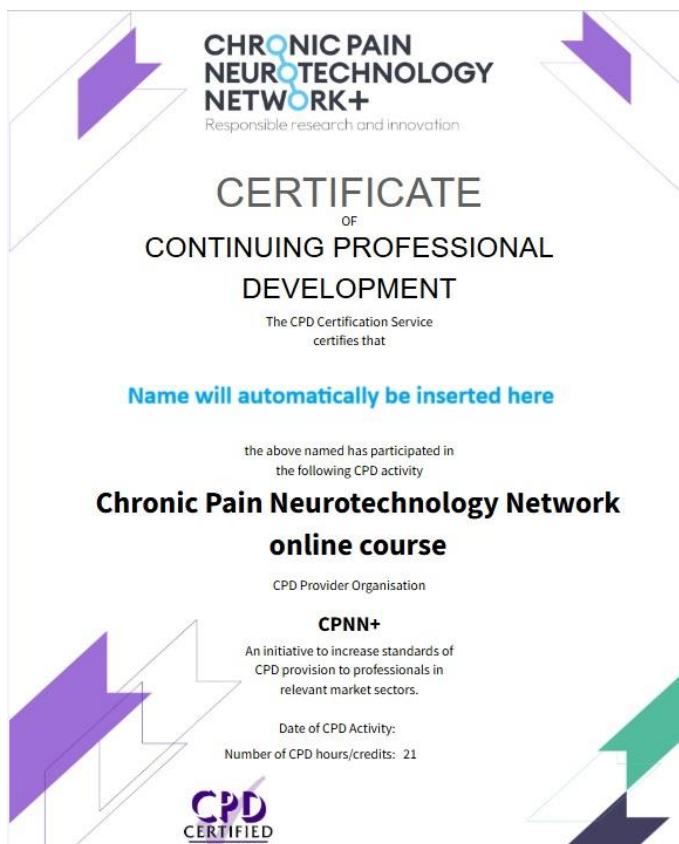 CHRONIC PAIN
NEUROTECHNOLOGY
NETWORK+
Responsible research and innovation
CERTIFICATE
OF
CONTINUING PROFESSIONAL
DEVELOPMENT
The CPD Certification Service
certifies that
Name will automatically be inserted here
the above named has participated in
the following CPD activity
Chronic Pain Neurotechnology Network
online course
CPD Provider Organisation
CPNN+
An initiative to increase standards of
CPD provision to professionals in
relevant market sectors.
Date of CPD Activity:
Number of CPD hours/credits: 21
CPD
CERTIFIED